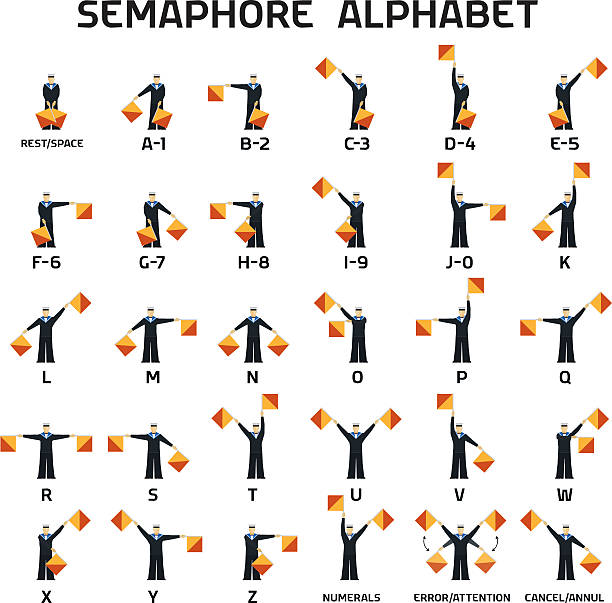 SEMAPHORE ALPHABET
REST/SPACE A-1 B-2 C-3 D-4 E-5
F-6 G-7 H-8 I-9 J-0 K
L M N O P Q
R S T U V W
X Y Z NUMERALS ERROR/ATTENTION CANCEL/ANNUL